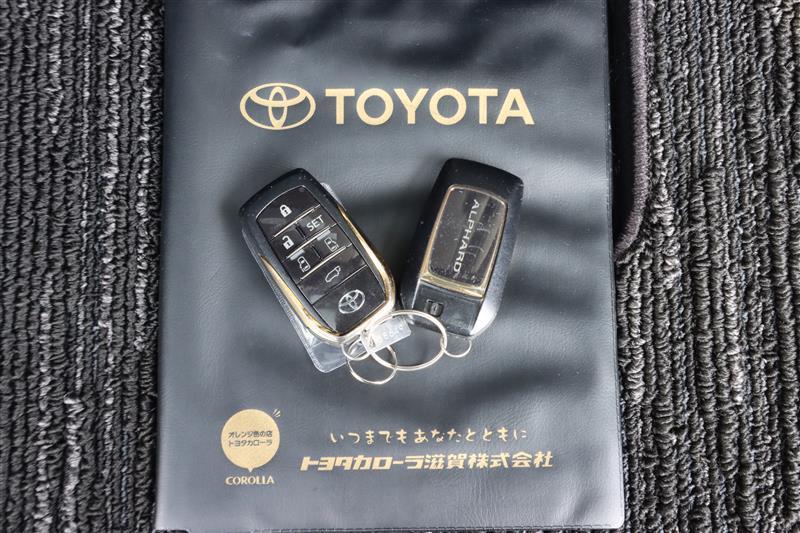 TOYOTA
SET
ALPHARD
オレンジ色の店
トヨタカローラ
COROLLA
いつまでもあなたとともに
トヨタカローラ滋賀株式会社